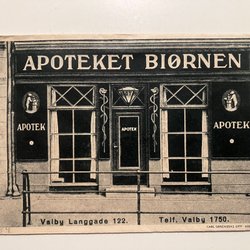 APOTEKET BIØRNEN
APOTEK
APOTEK
APOTEK
Valby Langgade 122. Telf. Valby 1750.